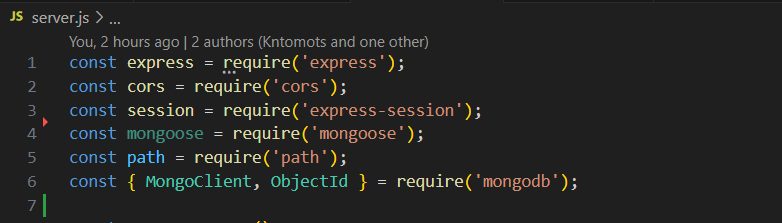 JS server.js > ...
You, 2 hours ago | 2 authors (Kntomots and one other)
1 const express = require('express');
2 const cors = require('cors');
3 const session = require('express-session');
4 const mongoose = require('mongoose');
5 const path = require('path');
6 const { MongoClient, ObjectId } = require('mongodb');
7